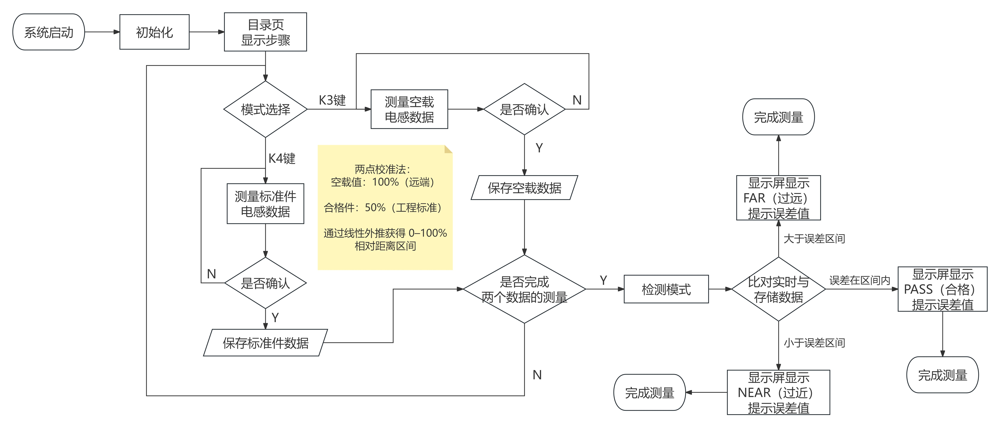 系统启动
初始化
目录页
显示步骤
模式选择
K3键
测量空载
电感数据
是否确认
N
Y
保存空载数据
K4键
测量标准件
电感数据
是否确认
N
Y
保存标准件数据
两点校准法：
空载值：100%（远端）
合格件：50%（工程标准）
通过线性外推获得 0–100%
相对距离区间
是否完成
两个数据的测量
N
Y
检测模式
比对实时与
存储数据
大于误差区间
显示屏显示
FAR（过远）
提示误差值
完成测量
误差在区间内
显示屏显示
PASS（合格）
提示误差值
完成测量
小于误差区间
显示屏显示
NEAR（过近）
提示误差值
完成测量